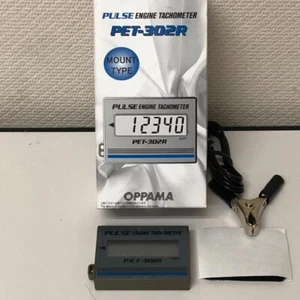 PULSE ENGINE TACHOMETER
PET-302R
MOUNT
TYPE
PULSE ENGINE TACHOMETER
12340
PET-302R
OPPAMA
PET-302R